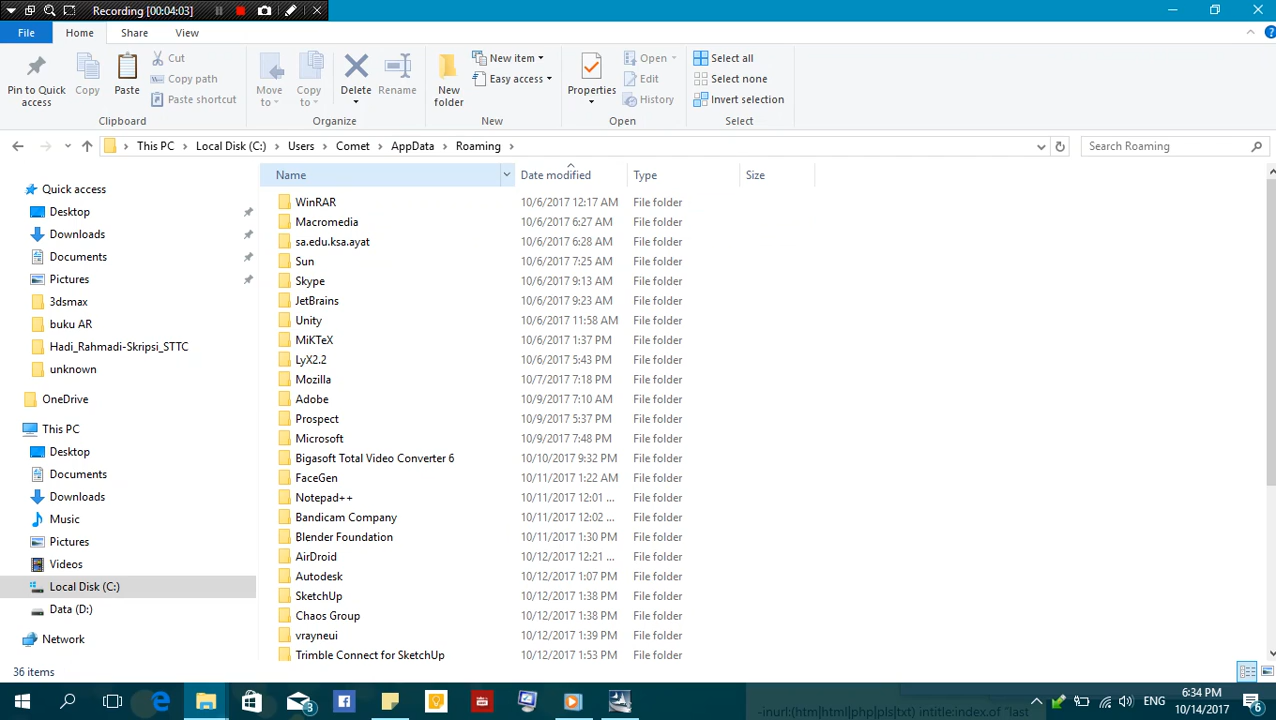 Recording [00:04:03]
File Home Share View
Pin to Quick access
Copy
Paste
Cut
Copy path
Paste shortcut
Clipboard
Move to
Copy to
Delete
Rename
Organize
New folder
New item
Easy access
New
Properties
Open
Edit
History
Open
Select all
Select none
Invert selection
Select
This PC Local Disk (C:) Users Comet AppData Roaming
Search Roaming
Quick access
Desktop
Downloads
Documents
Pictures
3dsmax
buku AR
Hadi_Rahmadi-Skripsi_STTC
unknown
OneDrive
This PC
Desktop
Documents
Downloads
Music
Pictures
Videos
Local Disk (C:)
Data (D:)
Network
Name Date modified Type Size
WinRAR 10/6/2017 12:17 AM File folder
Macromedia 10/6/2017 6:27 AM File folder
sa.edu.ksa.ayat 10/6/2017 6:28 AM File folder
Sun 10/6/2017 7:25 AM File folder
Skype 10/6/2017 9:13 AM File folder
JetBrains 10/6/2017 9:23 AM File folder
Unity 10/6/2017 11:58 AM File folder
MiKTeX 10/6/2017 1:37 PM File folder
LyX2.2 10/6/2017 5:43 PM File folder
Mozilla 10/7/2017 7:18 PM File folder
Adobe 10/9/2017 7:10 AM File folder
Prospect 10/9/2017 5:37 PM File folder
Microsoft 10/9/2017 7:48 PM File folder
Bigasoft Total Video Converter 6 10/10/2017 9:32 PM File folder
FaceGen 10/11/2017 1:22 AM File folder
Notepad++ 10/11/2017 12:01 ... File folder
Bandicam Company 10/11/2017 12:02 ... File folder
Blender Foundation 10/11/2017 1:30 PM File folder
AirDroid 10/12/2017 12:21 ... File folder
Autodesk 10/12/2017 1:07 PM File folder
SketchUp 10/12/2017 1:38 PM File folder
Chaos Group 10/12/2017 1:38 PM File folder
vrayneui 10/12/2017 1:39 PM File folder
Trimble Connect for SketchUp 10/12/2017 1:53 PM File folder
36 items
3
-inurl:(htm|html|php|pls|txt) intitle:index.of "last
ENG
6:34 PM
10/14/2017
6